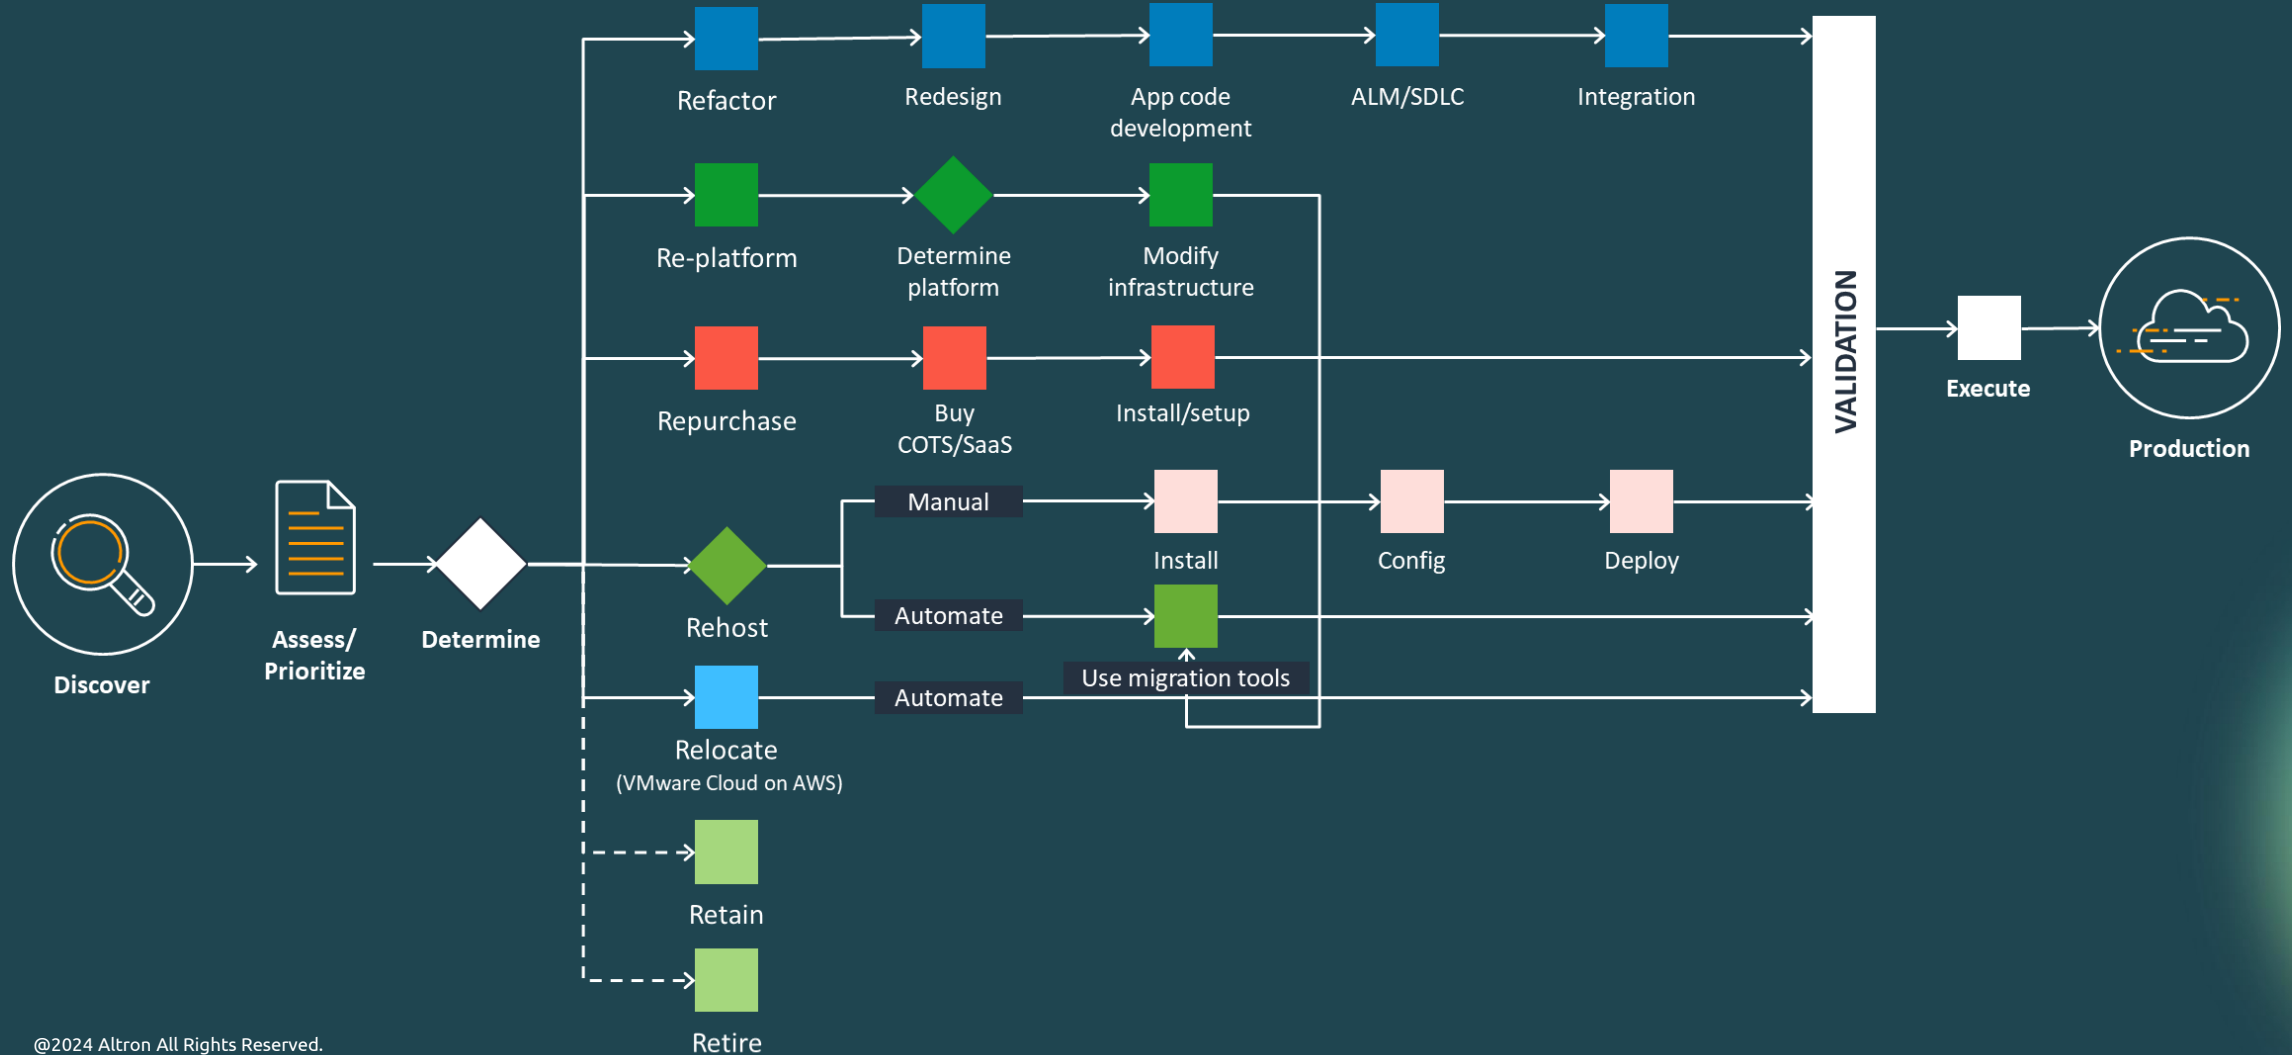 Refactor
Redesign
App code
development
ALM/SDLC
Integration
Re-platform
Determine
platform
Modify
infrastructure
Repurchase
Buy
COTS/SaaS
Install/setup
VALIDATION
Execute
Production
Discover
Assess/
Prioritize
Determine
Rehost
Manual
Install
Config
Deploy
Automate
Use migration tools
Automate
Relocate
(VMware Cloud on AWS)
Retain
Retire
@2024 Altron All Rights Reserved.